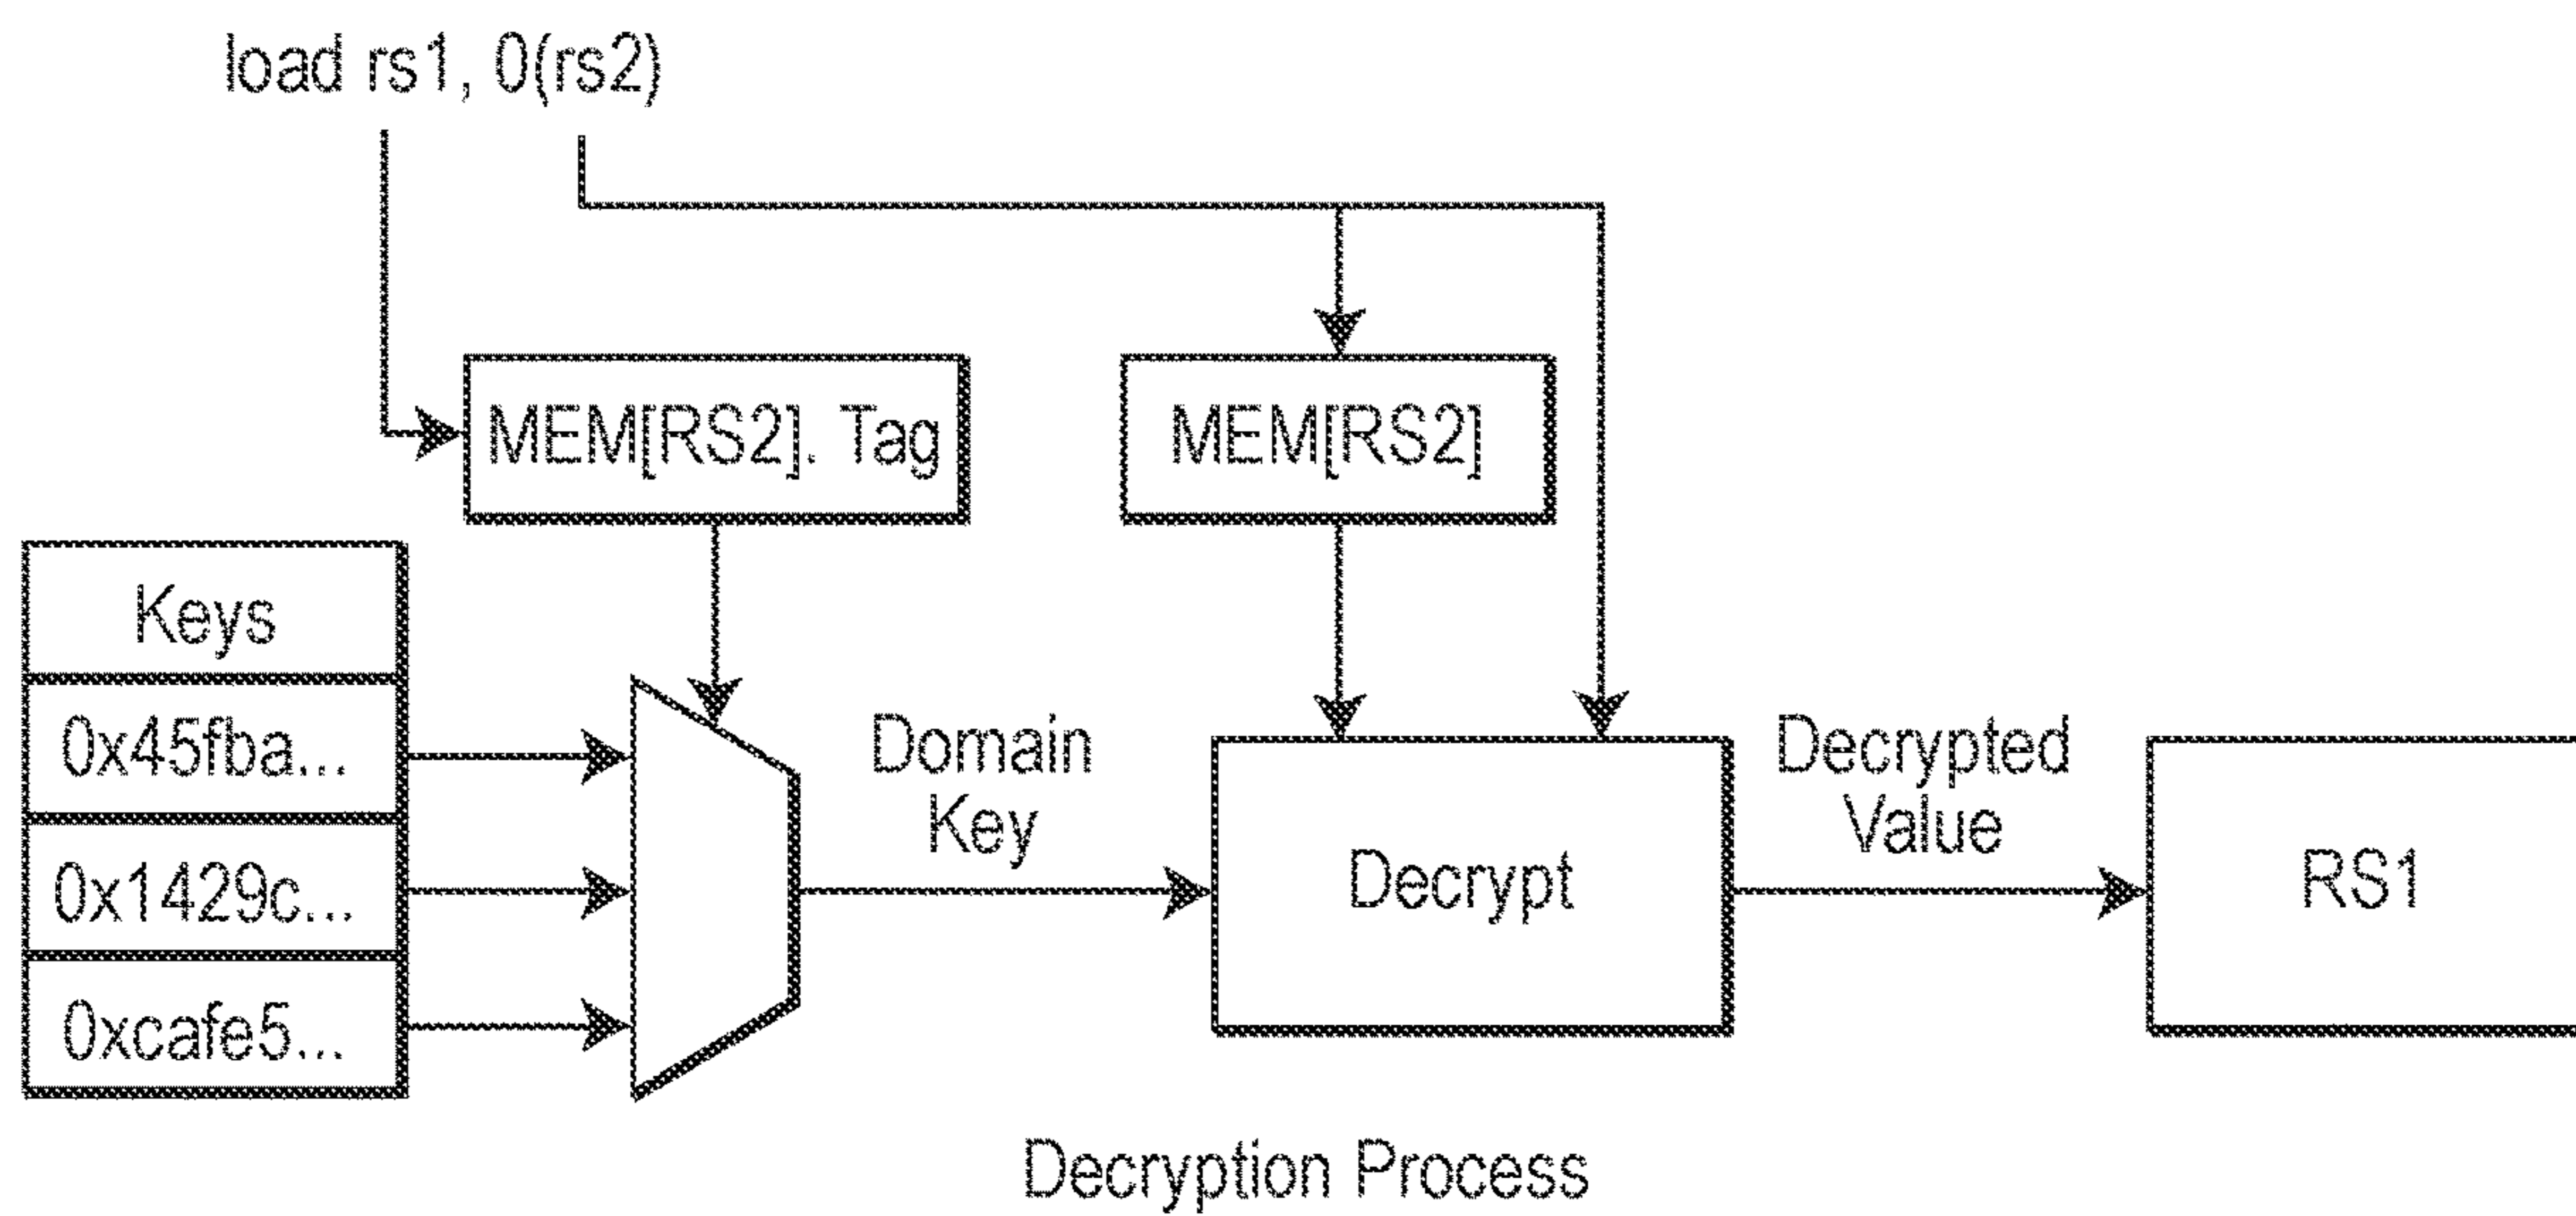 load rs1, 0(rs2)
MEM[RS2]. Tag
MEM[RS2]
Keys
0x45fba...
0x1429c...
0xcafe5...
Domain
Key
Decrypt
Decrypted
Value
RS1
Decryption Process